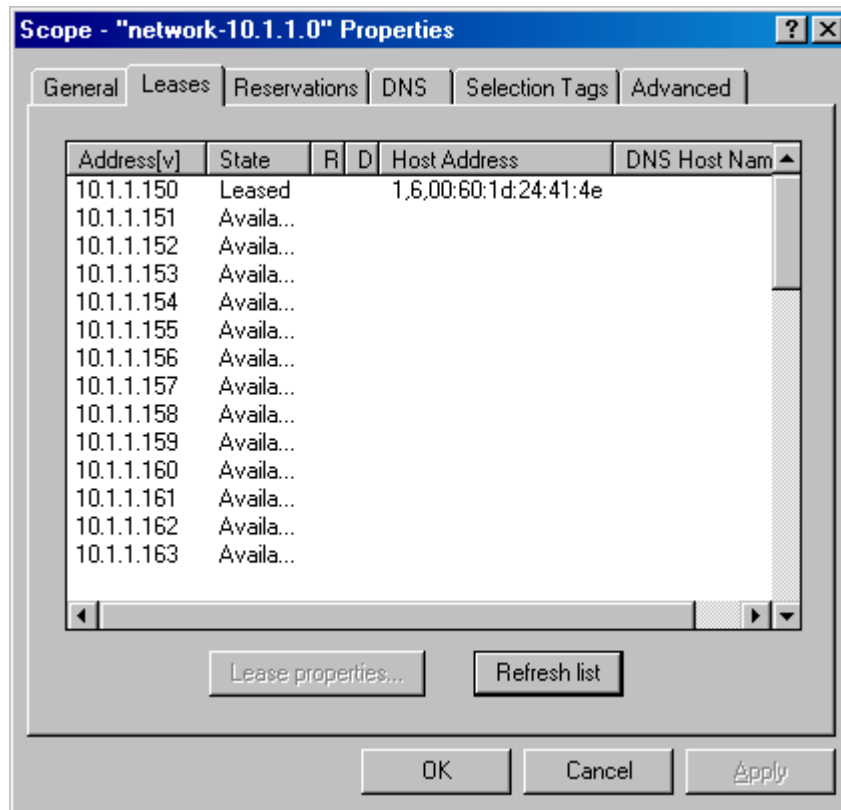 Scope - "network-10.1.1.0" Properties
General Leases Reservations DNS Selection Tags Advanced
Address[v] State R D Host Address DNS Host Nam
10.1.1.150 Leased 1,6,00:60:1d:24:41:4e
10.1.1.151 Availa...
10.1.1.152 Availa...
10.1.1.153 Availa...
10.1.1.154 Availa...
10.1.1.155 Availa...
10.1.1.156 Availa...
10.1.1.157 Availa...
10.1.1.158 Availa...
10.1.1.159 Availa...
10.1.1.160 Availa...
10.1.1.161 Availa...
10.1.1.162 Availa...
10.1.1.163 Availa...
Lease properties... Refresh list
OK Cancel Apply